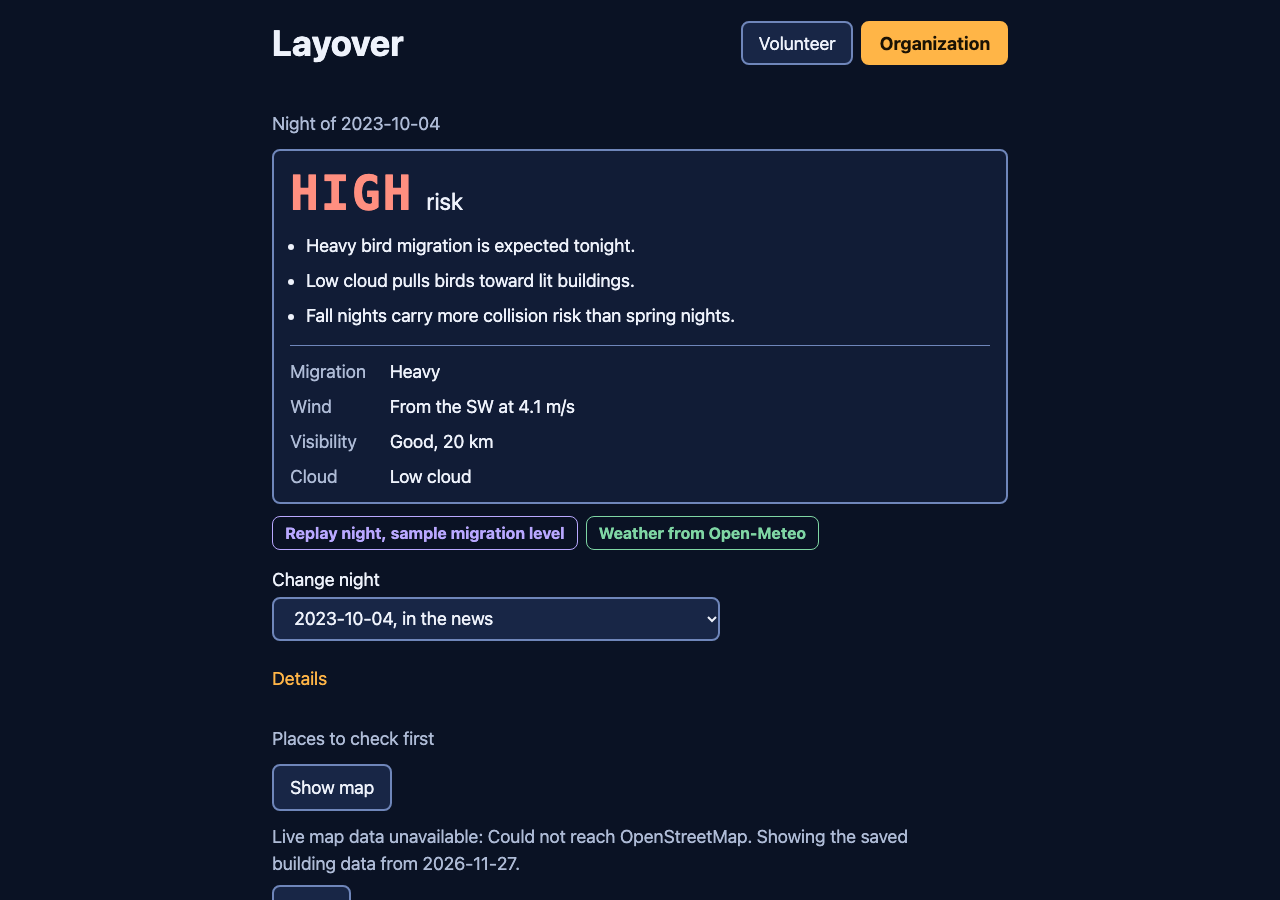 Layover
Volunteer
Organization
Night of 2023-10-04
HIGH risk
Heavy bird migration is expected tonight.
Low cloud pulls birds toward lit buildings.
Fall nights carry more collision risk than spring nights.
Migration Heavy
Wind From the SW at 4.1 m/s
Visibility Good, 20 km
Cloud Low cloud
Replay night, sample migration level
Weather from Open-Meteo
Change night
2023-10-04, in the news
Details
Places to check first
Show map
Live map data unavailable: Could not reach OpenStreetMap. Showing the saved
building data from 2026-11-27.